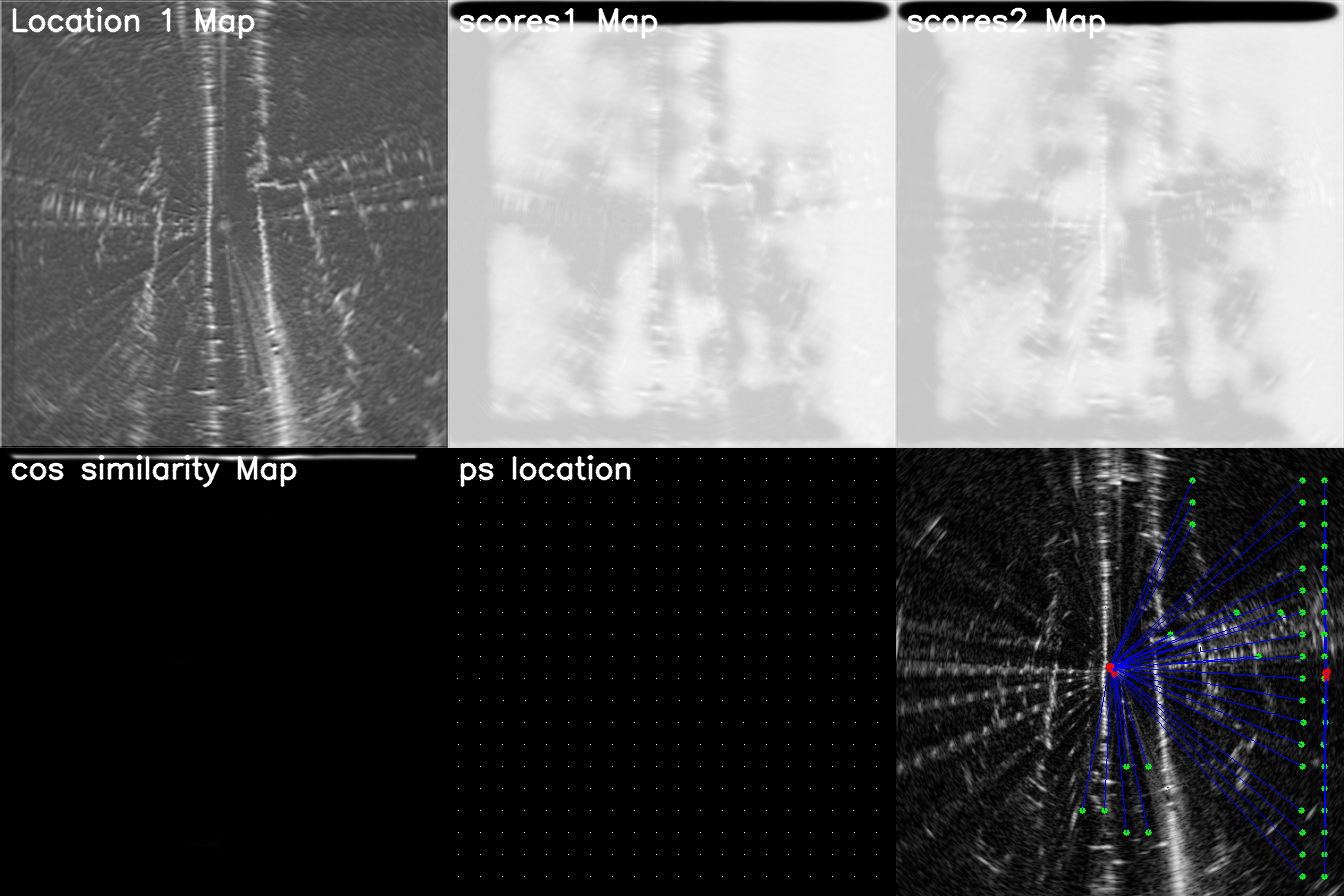 Location 1 Map
scores1 Map
scores2 Map
cos similarity Map
ps location